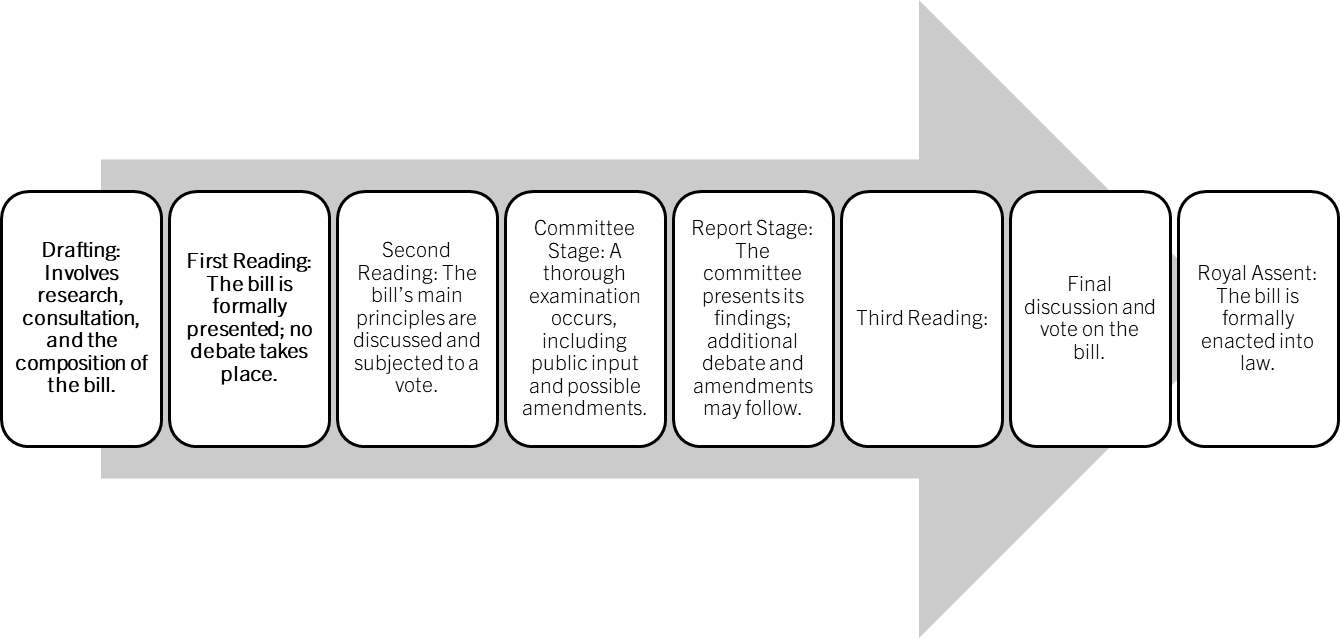 Drafting:
Involves
research,
consultation,
and the
composition of
the bill.
First Reading:
The bill is
formally
presented; no
debate takes
place.
Second
Reading: The
bill’s main
principles are
discussed and
subjected to a
vote.
Committee
Stage: A
thorough
examination
occurs,
including
public input
and possible
amendments.
Report Stage:
The
committee
presents its
findings;
additional
debate and
amendments
may follow.
Third Reading:
Final
discussion and
vote on the
bill.
Royal Assent:
The bill is
formally
enacted into
law.